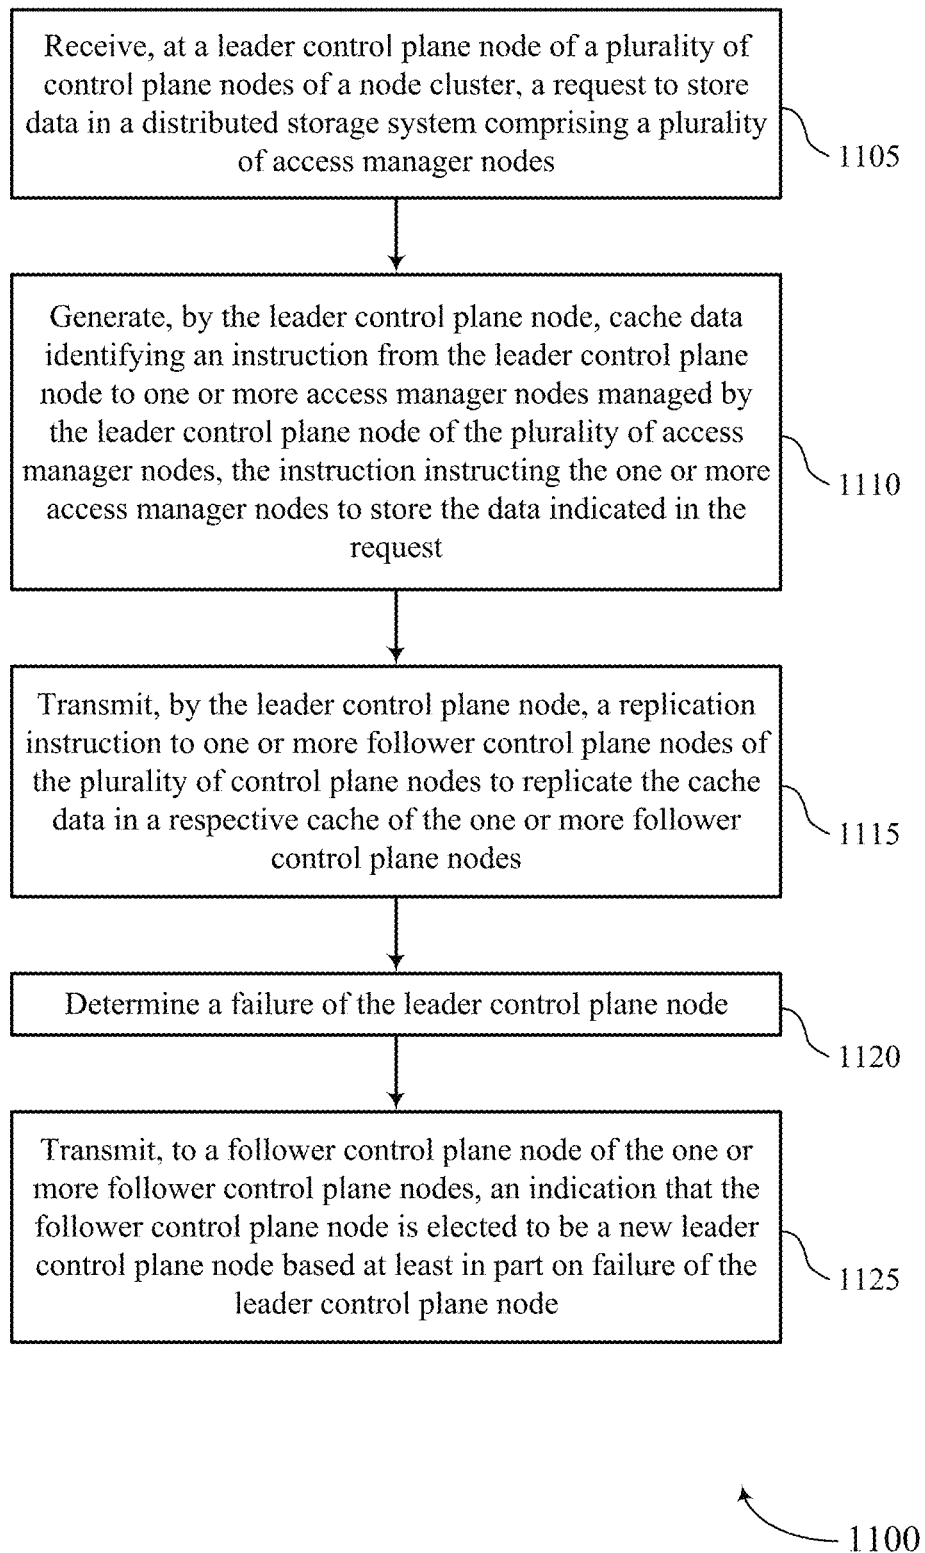 Receive, at a leader control plane node of a plurality of
control plane nodes of a node cluster, a request to store
data in a distributed storage system comprising a plurality
of access manager nodes
1105
Generate, by the leader control plane node, cache data
identifying an instruction from the leader control plane
node to one or more access manager nodes managed by
the leader control plane node of the plurality of access
manager nodes, the instruction instructing the one or more
access manager nodes to store the data indicated in the
request
1110
Transmit, by the leader control plane node, a replication
instruction to one or more follower control plane nodes of
the plurality of control plane nodes to replicate the cache
data in a respective cache of the one or more follower
control plane nodes
1115
Determine a failure of the leader control plane node
1120
Transmit, to a follower control plane node of the one or
more follower control plane nodes, an indication that the
follower control plane node is elected to be a new leader
control plane node based at least in part on failure of the
leader control plane node
1125
1100